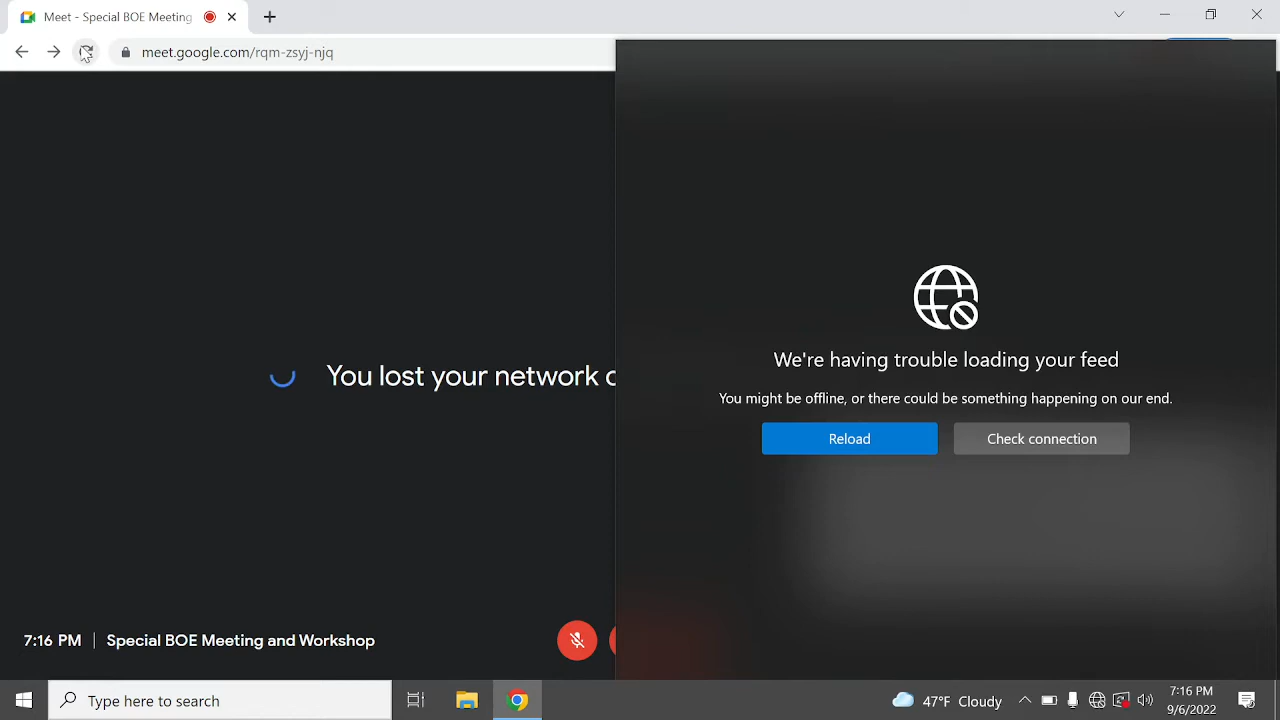 Meet - Special BOE Meeting
meet.google.com/rqm-zsyj-njq
You lost your network c
We're having trouble loading your feed
You might be offline, or there could be something happening on our end.
Reload
Check connection
7:16 PM | Special BOE Meeting and Workshop
Type here to search
47°F Cloudy
7:16 PM
9/6/2022